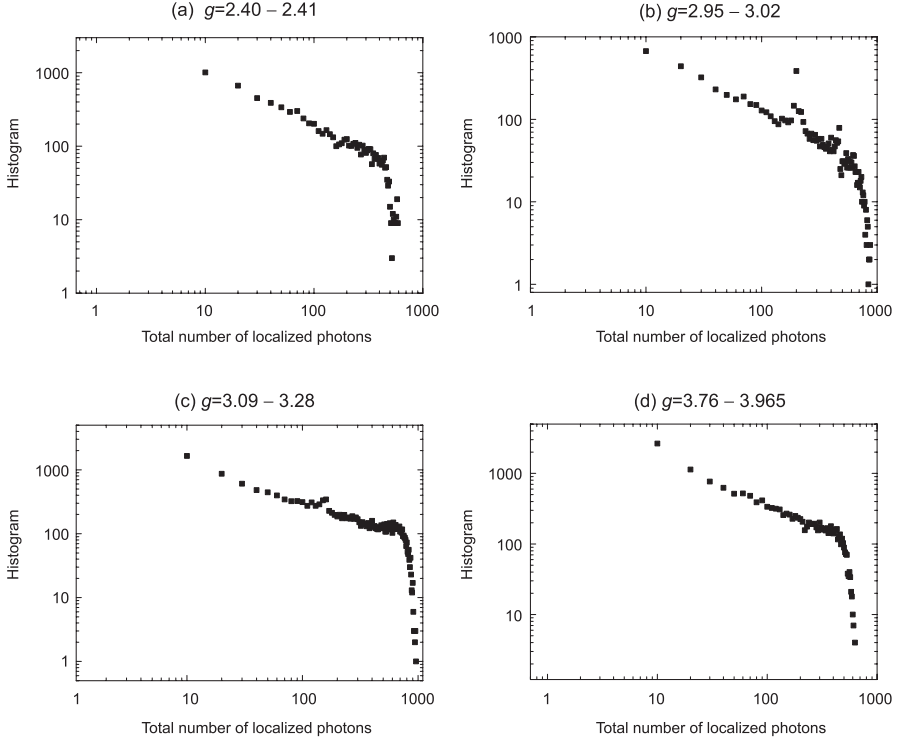 (a) g=2.40 – 2.41
1000
100
10
1
Histogram
1 10 100 1000
Total number of localized photons
(b) g=2.95 – 3.02
1000
100
10
1
Histogram
1 10 100 1000
Total number of localized photons
(c) g=3.09 – 3.28
1000
100
10
1
Histogram
1 10 100 1000
Total number of localized photons
(d) g=3.76 – 3.965
1000
100
10
Histogram
1 10 100 1000
Total number of localized photons